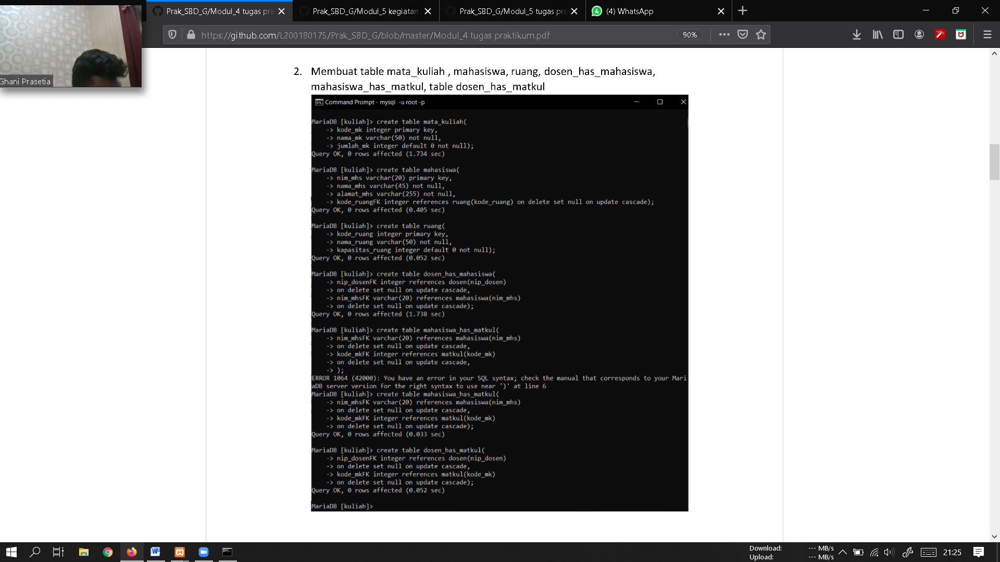 Prak_SBD_G/Modul_4 tugas pra
Prak_SBD_G/Modul_5 kegiatan
Prak_SBD_G/Modul_5 tugas pra
(4) WhatsApp
https://github.com/L200180175/Prak_SBD_G/blob/master/Modul_4 tugas praktikum.pdf
90%
Ghani Prasetia
2. Membuat table mata_kuliah , mahasiswa, ruang, dosen_has_mahasiswa,
mahasiswa_has_matkul, table dosen_has_matkul
Command Prompt - mysql -u root -p
MariaDB [kuliah]> create table mata_kuliah(
-> kode_mk integer primary key,
-> nama_mk varchar(50) not null,
-> jumlah_mk integer default 0 not null);
Query OK, 0 rows affected (1.734 sec)
MariaDB [kuliah]> create table mahasiswa(
-> nim_mhs varchar(20) primary key,
-> nama_mhs varchar(45) not null,
-> alamat_mhs varchar(255) not null,
-> kode_ruangFK integer references ruang(kode_ruang) on delete set null on update cascade);
Query OK, 0 rows affected (0.405 sec)
MariaDB [kuliah]> create table ruang(
-> kode_ruang integer primary key,
-> nama_ruang varchar(50) not null,
-> kapasitas_ruang integer default 0 not null);
Query OK, 0 rows affected (0.052 sec)
MariaDB [kuliah]> create table dosen_has_mahasiswa(
-> nip_dosenFK integer references dosen(nip_dosen)
-> on delete set null on update cascade,
-> nim_mhsFK varchar(20) references mahasiswa(nim_mhs)
-> on delete set null on update cascade);
Query OK, 0 rows affected (1.738 sec)
MariaDB [kuliah]> create table mahasiswa_has_matkul(
-> nim_mhsFK varchar(20) references mahasiswa(nim_mhs)
-> on delete set null on update cascade,
-> kode_mkFK integer references matkul(kode_mk)
-> on delete set null on update cascade,
-> );
ERROR 1064 (42000): You have an error in your SQL syntax; check the manual that corresponds to your Mari
aDB server version for the right syntax to use near ')' at line 6
MariaDB [kuliah]> create table mahasiswa_has_matkul(
-> nim_mhsFK varchar(20) references mahasiswa(nim_mhs)
-> on delete set null on update cascade,
-> kode_mkFK integer references matkul(kode_mk)
-> on delete set null on update cascade);
Query OK, 0 rows affected (0.033 sec)
MariaDB [kuliah]> create table dosen_has_matkul(
-> nip_dosenFK integer references dosen(nip_dosen)
-> on delete set null on update cascade,
-> kode_mkFK integer references matkul(kode_mk)
-> on delete set null on update cascade);
Query OK, 0 rows affected (0.052 sec)
MariaDB [kuliah]>
Download: --- MB/s
Upload: --- MB/s
21:25